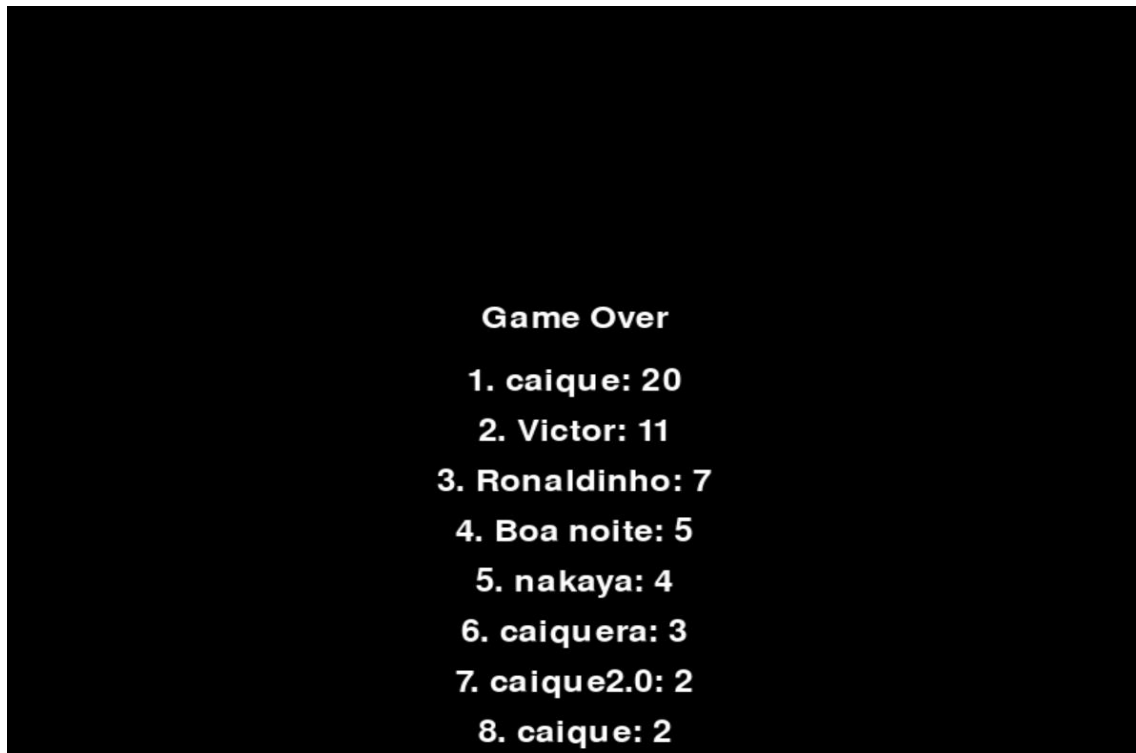 Game Over
1. caique: 20
2. Victor: 11
3. Ronaldinho: 7
4. Boa noite: 5
5. nakaya: 4
6. caiquera: 3
7. caique2.0: 2
8. caique: 2